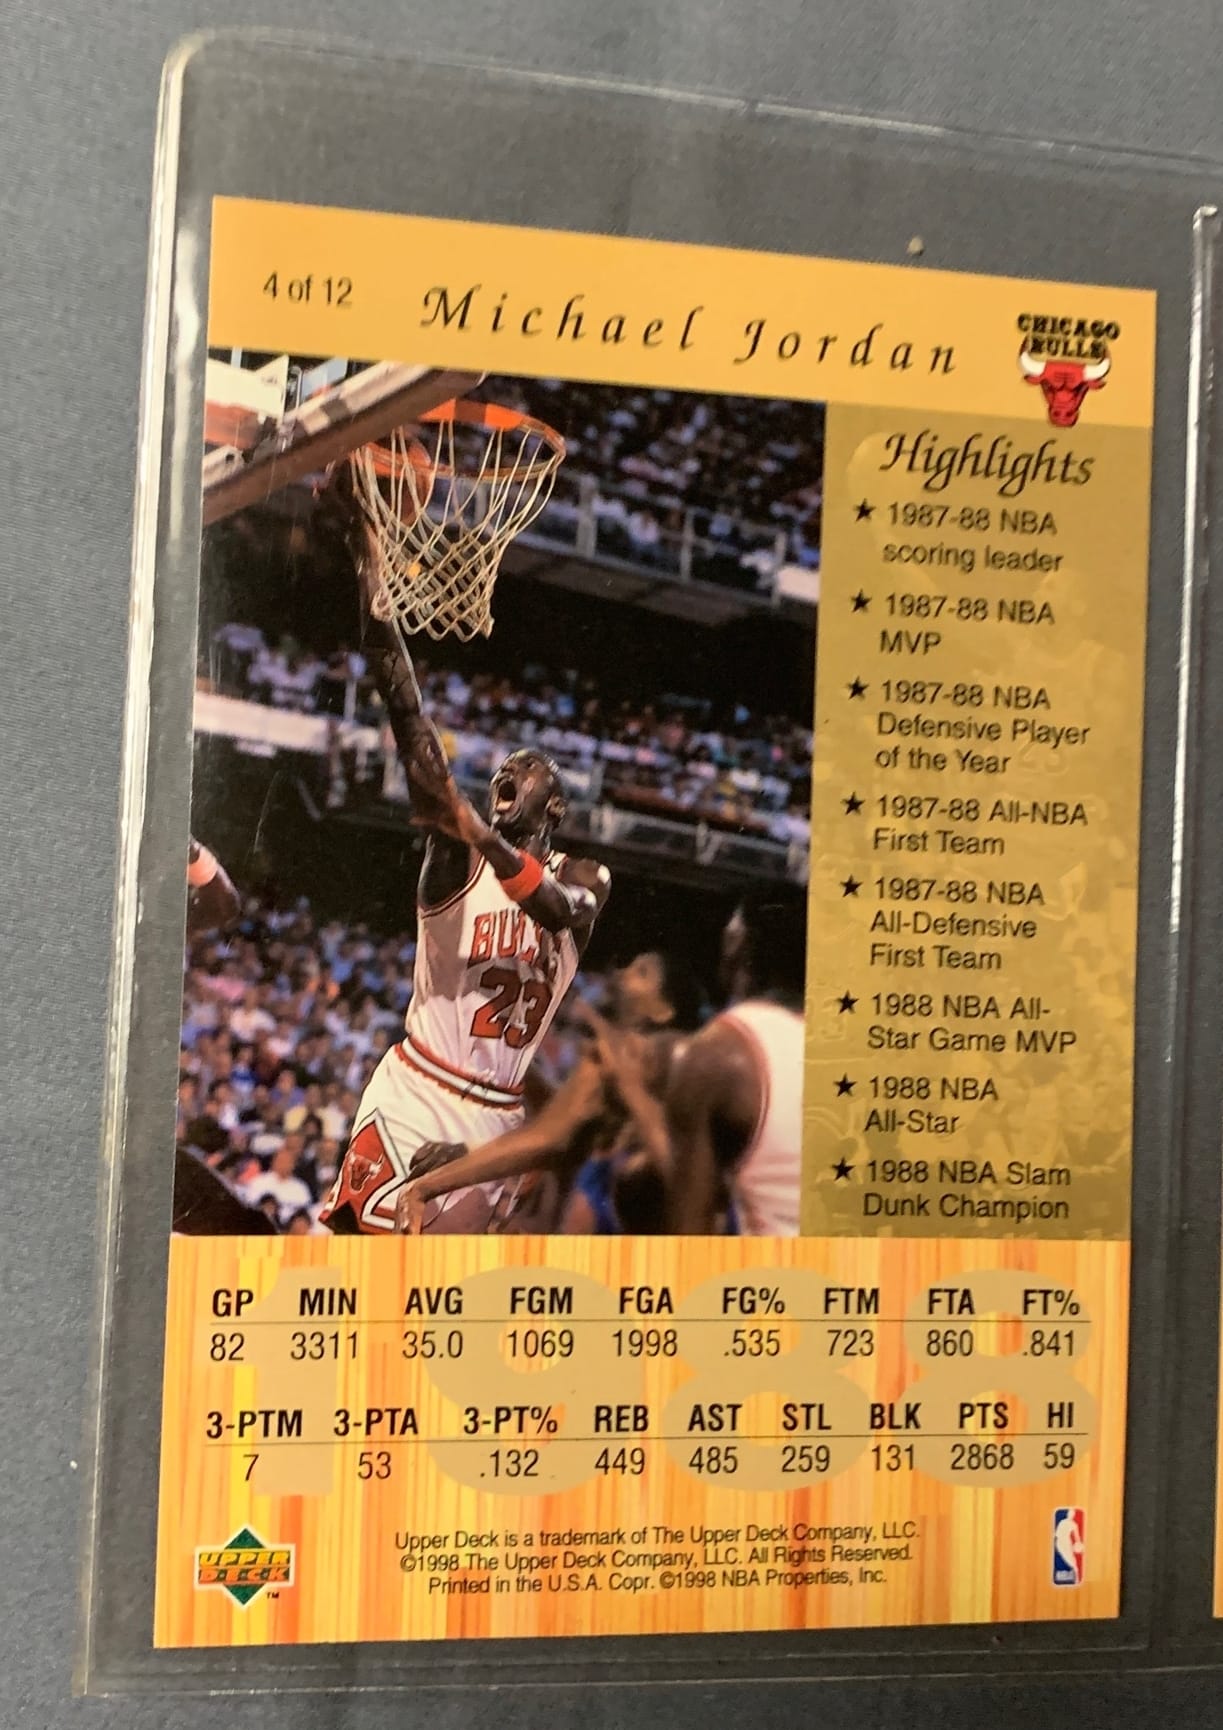 4 of 12
Michael Jordan
CHICAGO
BULLS
Highlights
★ 1987-88 NBA
scoring leader
★ 1987-88 NBA
MVP
★ 1987-88 NBA
Defensive Player
of the Year
★ 1987-88 All-NBA
First Team
★ 1987-88 NBA
All-Defensive
First Team
★ 1988 NBA All-
Star Game MVP
★ 1988 NBA
All-Star
★ 1988 NBA Slam
Dunk Champion
BULLS
23
1988
GP MIN AVG FGM FGA FG% FTM FTA FT%
82 3311 35.0 1069 1998 .535 723 860 .841
3-PTM 3-PTA 3-PT% REB AST STL BLK PTS HI
7 53 .132 449 485 259 131 2868 59
UPPER
DECK
TM
Upper Deck is a trademark of The Upper Deck Company, LLC.
©1998 The Upper Deck Company, LLC. All Rights Reserved.
Printed in the U.S.A. Copr. ©1998 NBA Properties, Inc.
NBA